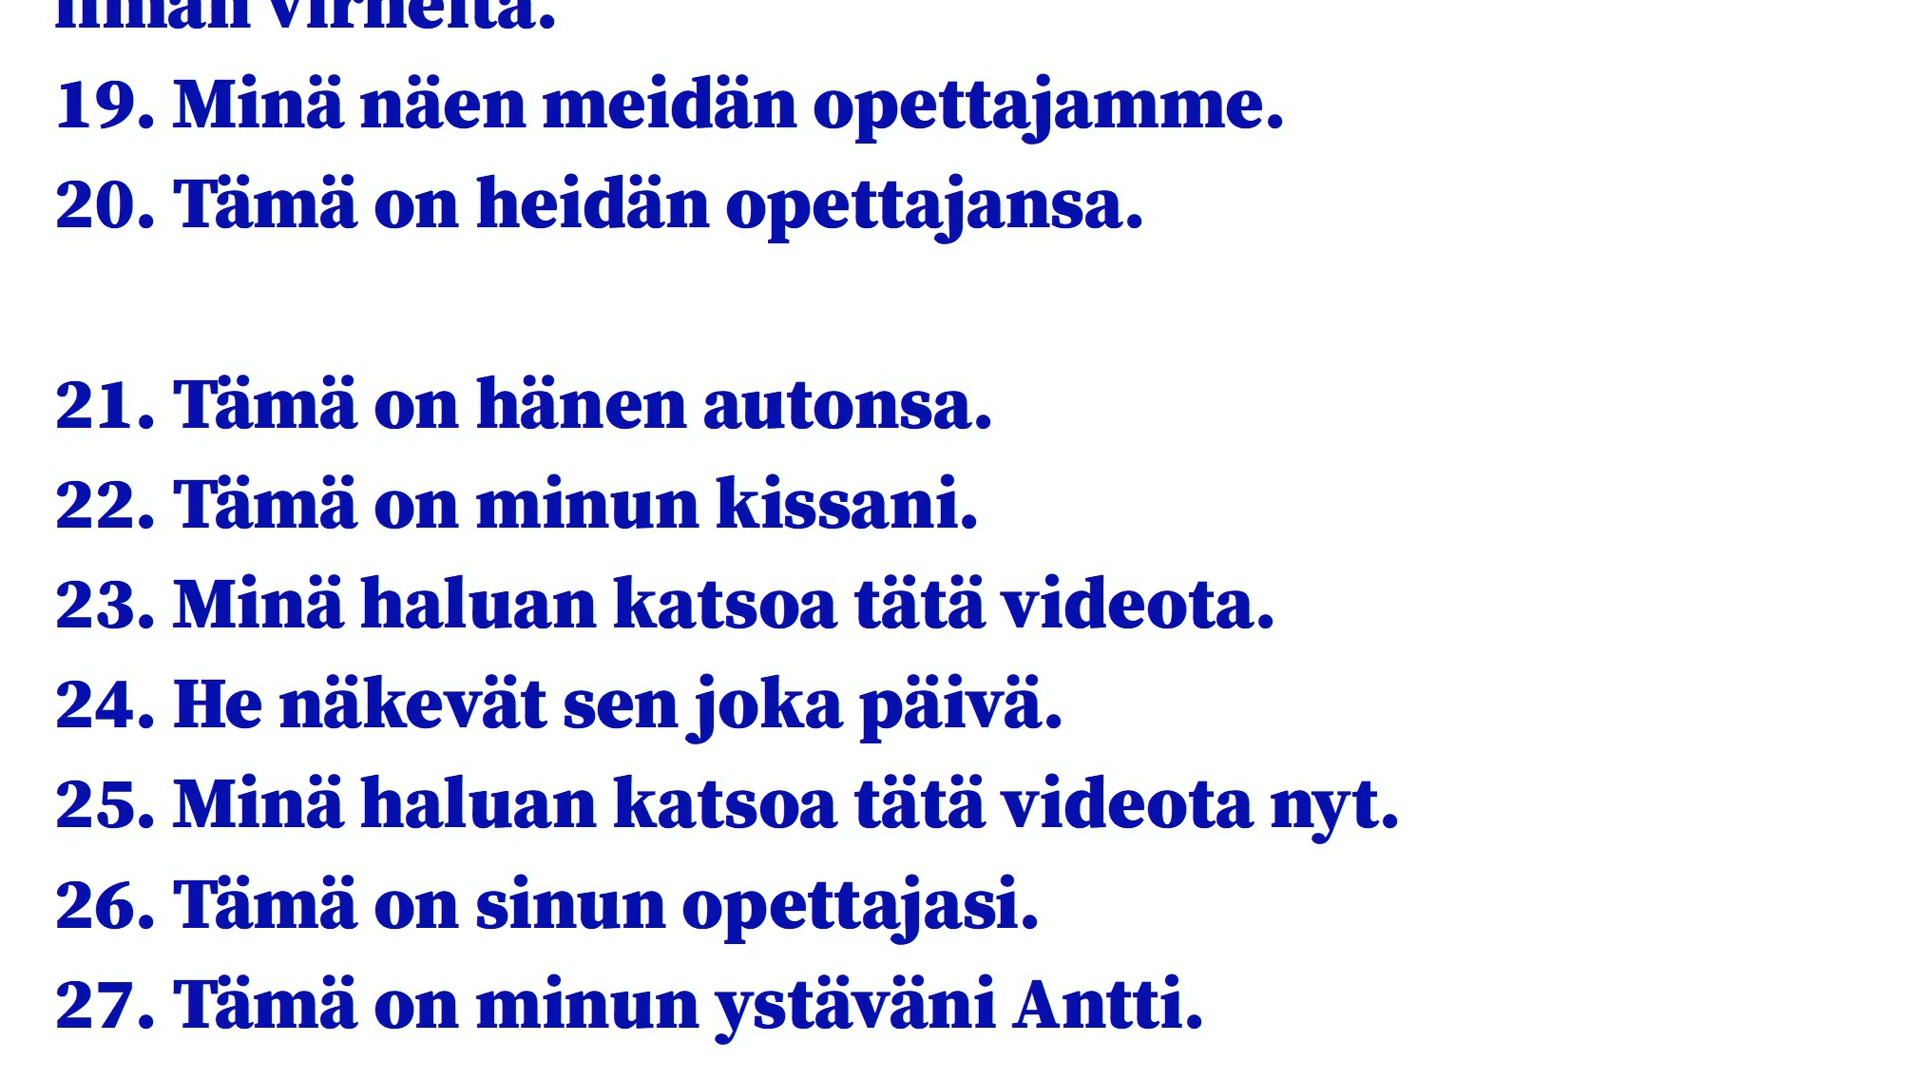 ilman virheitä.
19. Minä näen meidän opettajamme.
20. Tämä on heidän opettajansa.
21. Tämä on hänen autonsa.
22. Tämä on minun kissani.
23. Minä haluan katsoa tätä videota.
24. He näkevät sen joka päivä.
25. Minä haluan katsoa tätä videota nyt.
26. Tämä on sinun opettajasi.
27. Tämä on minun ystäväni Antti.